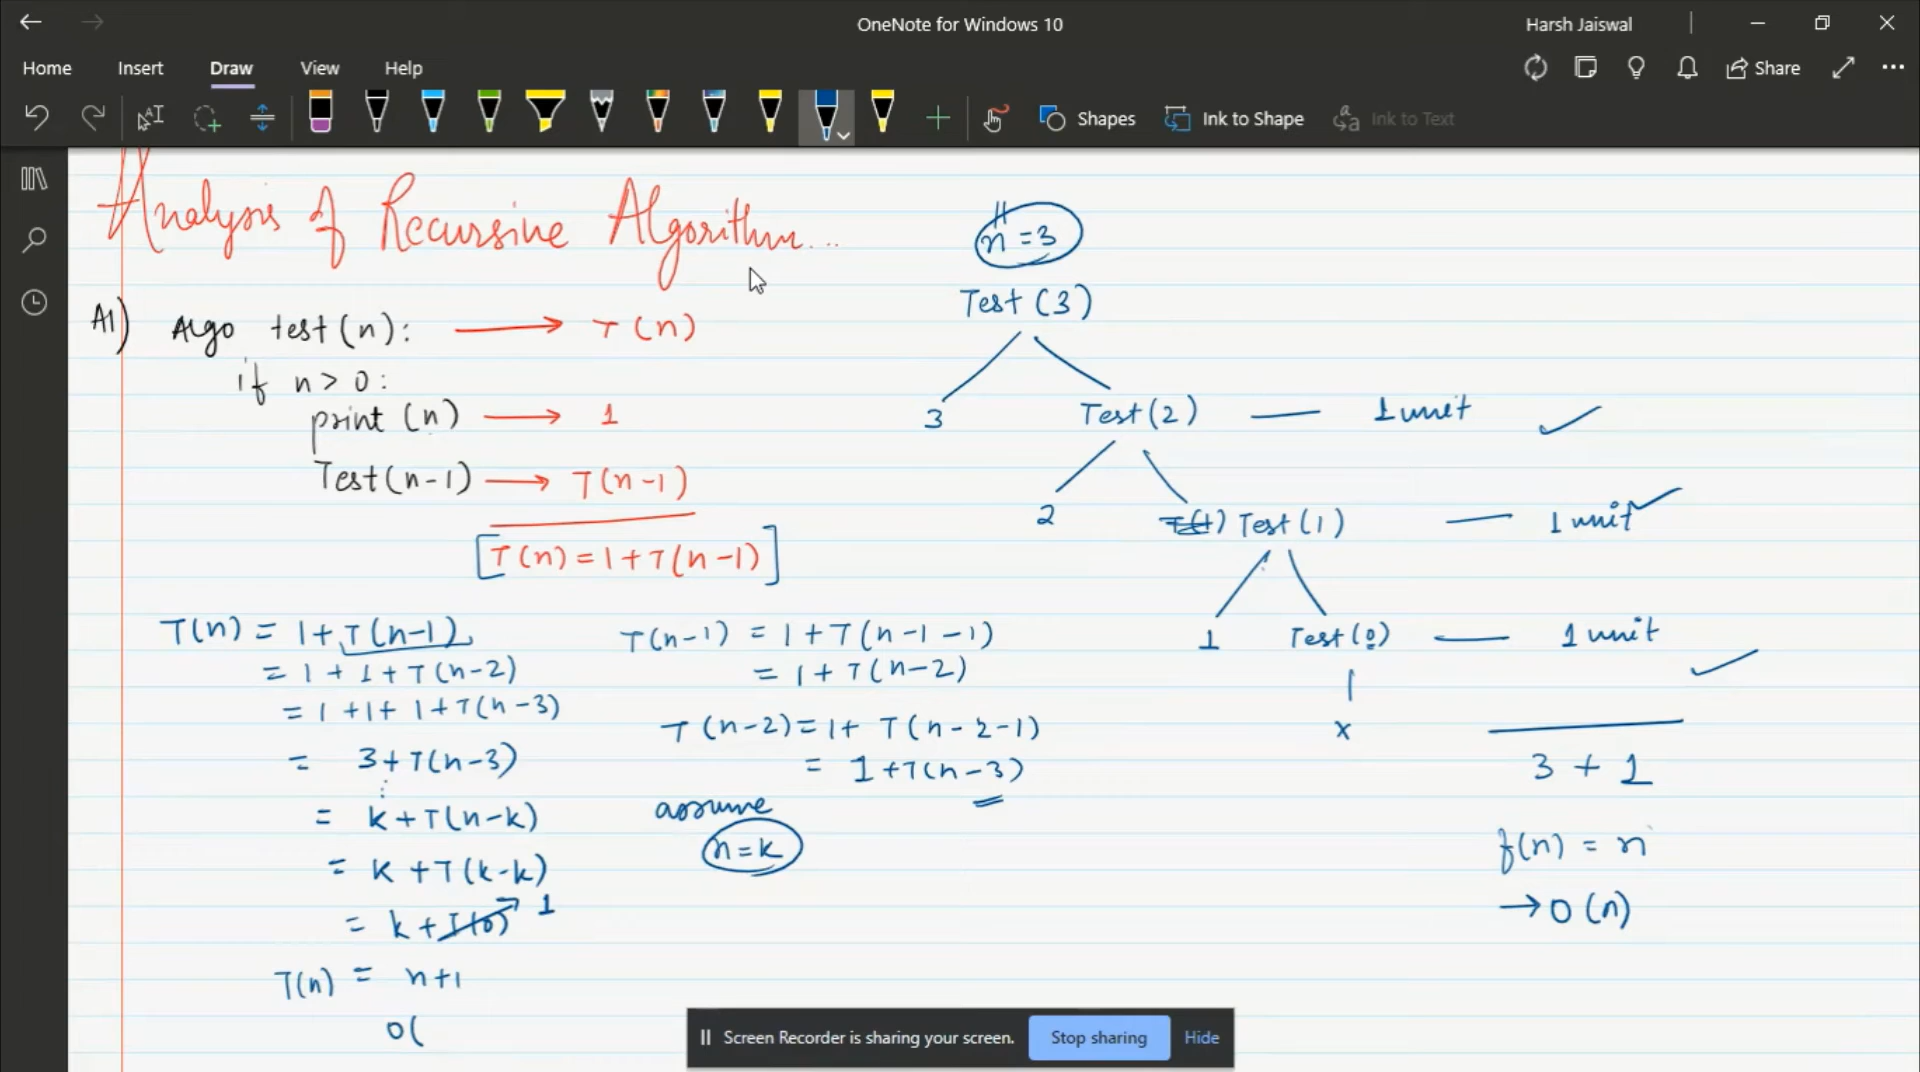 OneNote for Windows 10
Harsh Jaiswal
Home Insert Draw View Help
Share
Shapes Ink to Shape Ink to Text
Analysis of Recursive Algorithm...
A1) Algo test(n): → T(n)
if n > 0:
print (n) → 1
Test(n-1) → T(n-1)
[T(n) = 1 + T(n-1)]
T(n) = 1 + T(n-1)
= 1 + 1 + T(n-2)
= 1 + 1 + 1 + T(n-3)
= 3 + T(n-3)
⋮
= k + T(n-k)
= k + T(k-k)
= k + T(0) 1
T(n) = n+1
O(
T(n-1) = 1 + T(n-1-1)
= 1 + T(n-2)
T(n-2) = 1 + T(n-2-1)
= 1 + T(n-3)
assume
n = k
n = 3
Test (3)
3 Test(2) — 1 unit ✓
2 Test(1) — 1 unit ✓
1 Test(0) — 1 unit ✓
x
3 + 1
f(n) = n
→ O(n)
Screen Recorder is sharing your screen. Stop sharing Hide